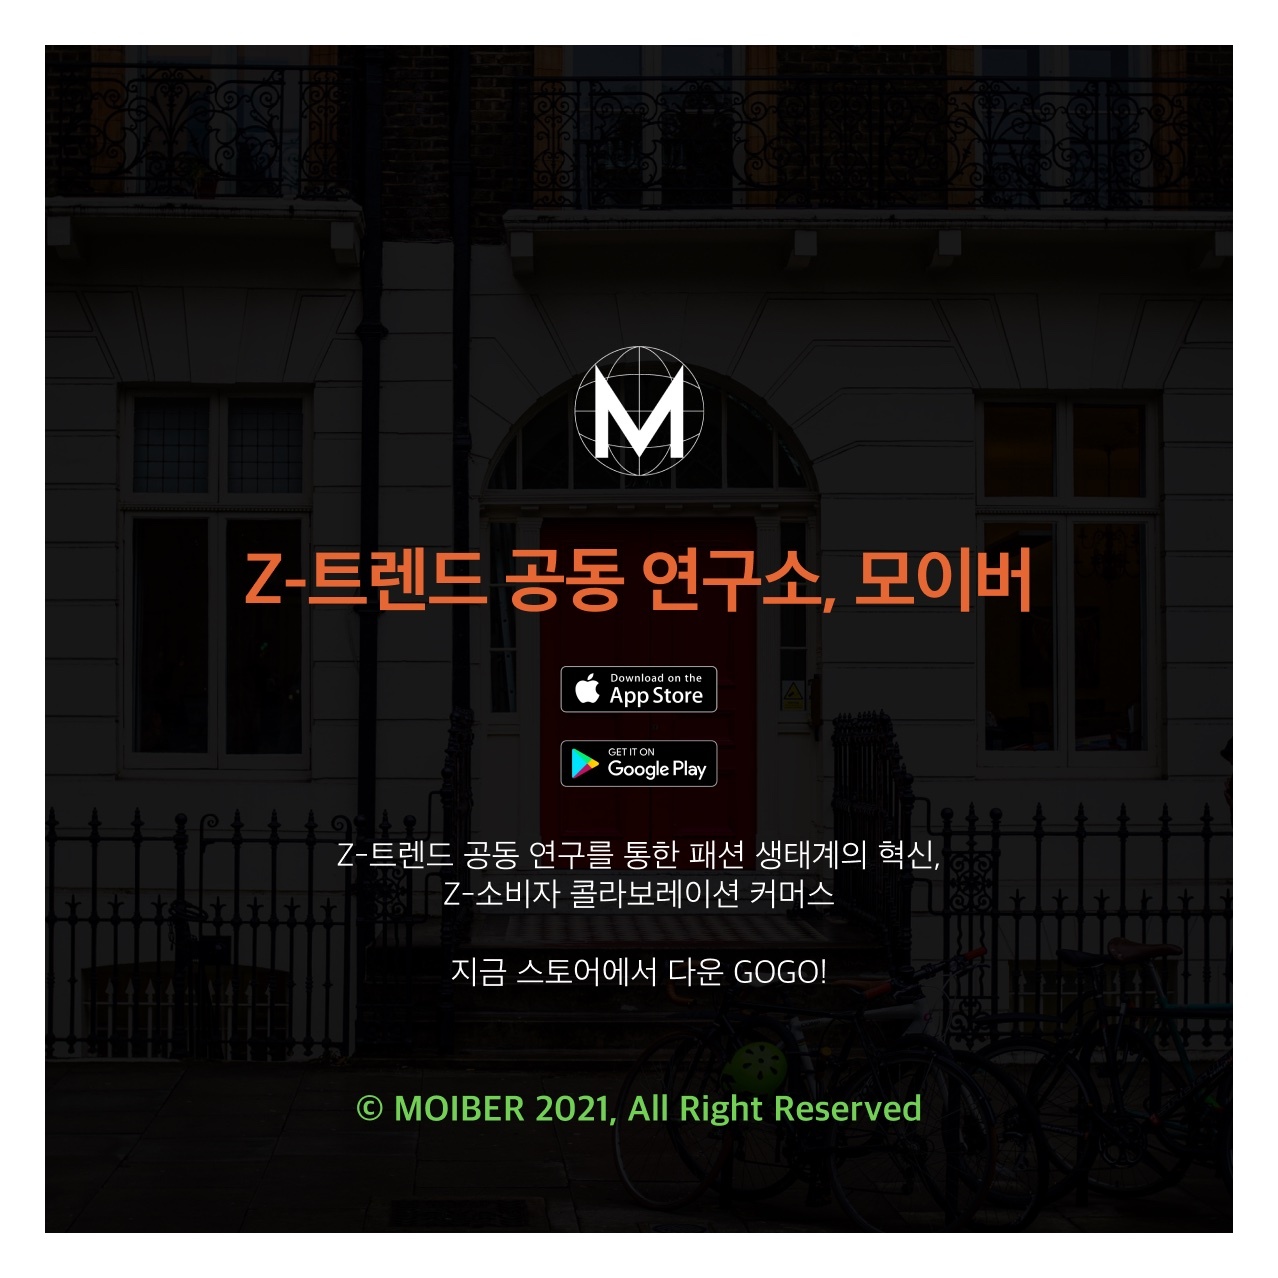 M
Z-트렌드 공동 연구소, 모이버
Download on the
App Store
GET IT ON
Google Play
Z-트렌드 공동 연구를 통한 패션 생태계의 혁신,
Z-소비자 콜라보레이션 커머스
지금 스토어에서 다운 GOGO!
© MOIBER 2021, All Right Reserved